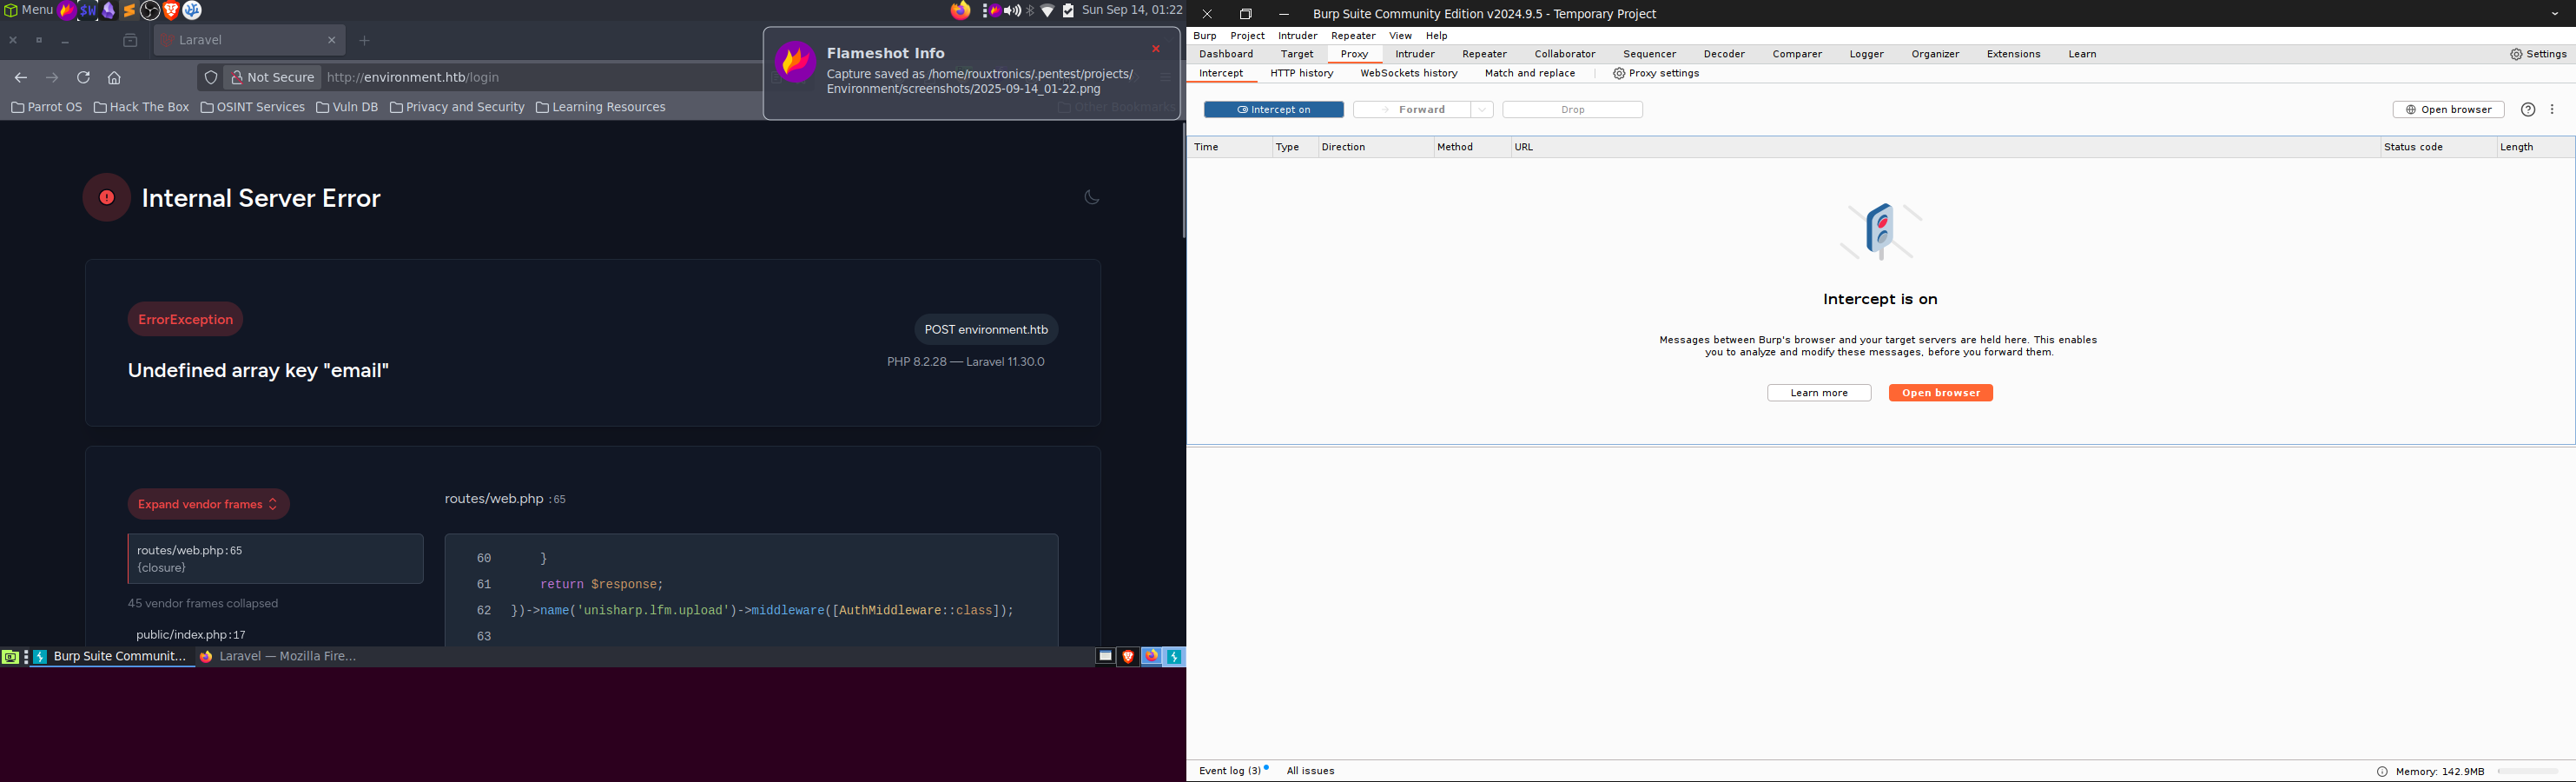 Menu
Sun Sep 14, 01:22
Laravel
Not Secure
http://environment.htb/login
Flameshot Info
Capture saved as /home/rouxtronics/.pentest/projects/
Environment/screenshots/2025-09-14_01-22.png
Parrot OS
Hack The Box
OSINT Services
Vuln DB
Privacy and Security
Learning Resources
Other Bookmarks
Internal Server Error
ErrorException
POST environment.htb
PHP 8.2.28 — Laravel 11.30.0
Undefined array key "email"
Expand vendor frames
routes/web.php :65
routes/web.php:65
{closure}
45 vendor frames collapsed
public/index.php:17
60 }
61 return $response;
62 })->name('unisharp.lfm.upload')->middleware([AuthMiddleware::class]);
63
Burp Suite Communit...
Laravel — Mozilla Fire...
Burp Suite Community Edition v2024.9.5 - Temporary Project
Burp Project Intruder Repeater View Help
Dashboard Target Proxy Intruder Repeater Collaborator Sequencer Decoder Comparer Logger Organizer Extensions Learn
Settings
Intercept HTTP history WebSockets history Match and replace Proxy settings
Intercept on
Forward
Drop
Open browser
Time Type Direction Method URL Status code Length
Intercept is on
Messages between Burp's browser and your target servers are held here. This enables
you to analyze and modify these messages, before you forward them.
Learn more
Open browser
Event log (3)
All issues
Memory: 142.9MB